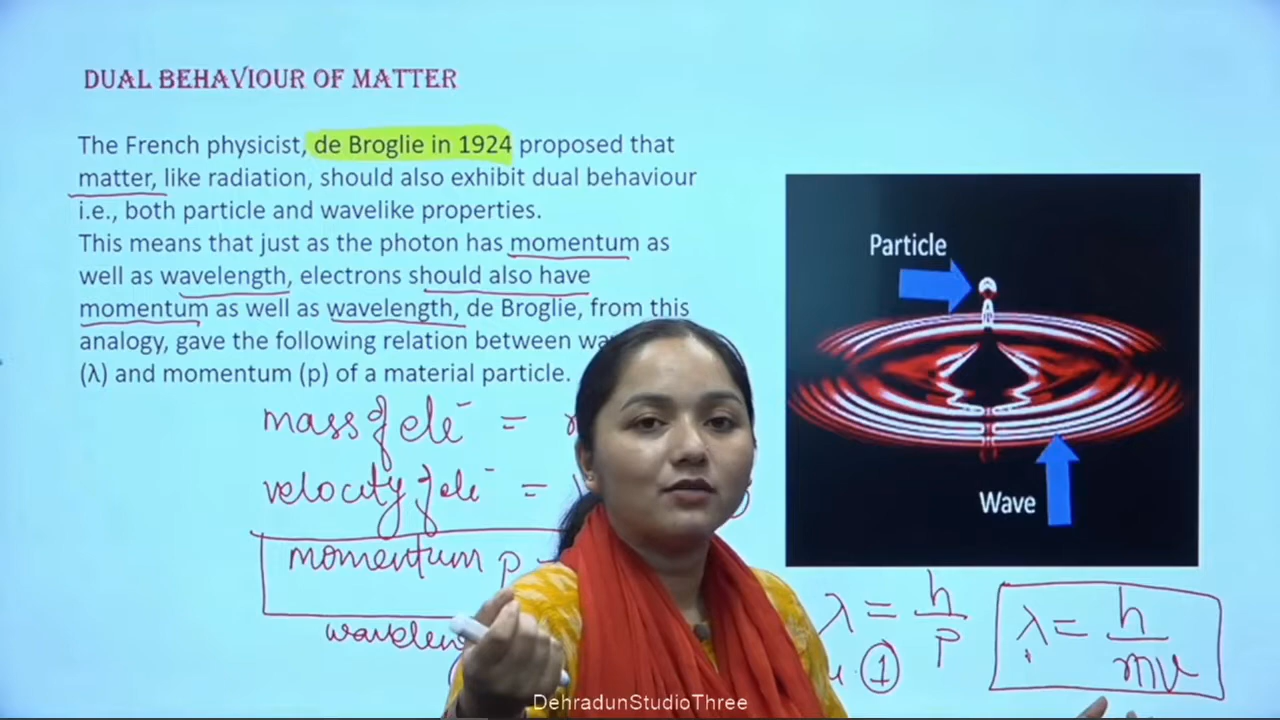 DUAL BEHAVIOUR OF MATTER
The French physicist, de Broglie in 1924 proposed that
matter, like radiation, should also exhibit dual behaviour
i.e., both particle and wavelike properties.
This means that just as the photon has momentum as
well as wavelength, electrons should also have
momentum as well as wavelength, de Broglie, from this
analogy, gave the following relation between
(λ) and momentum (p) of a material particle.
mass of ele⁻ =
velocity of ele⁻ =
momentum p
Particle
Wave
λ = h/p
①
λ = h/mv
DehradunStudioThree